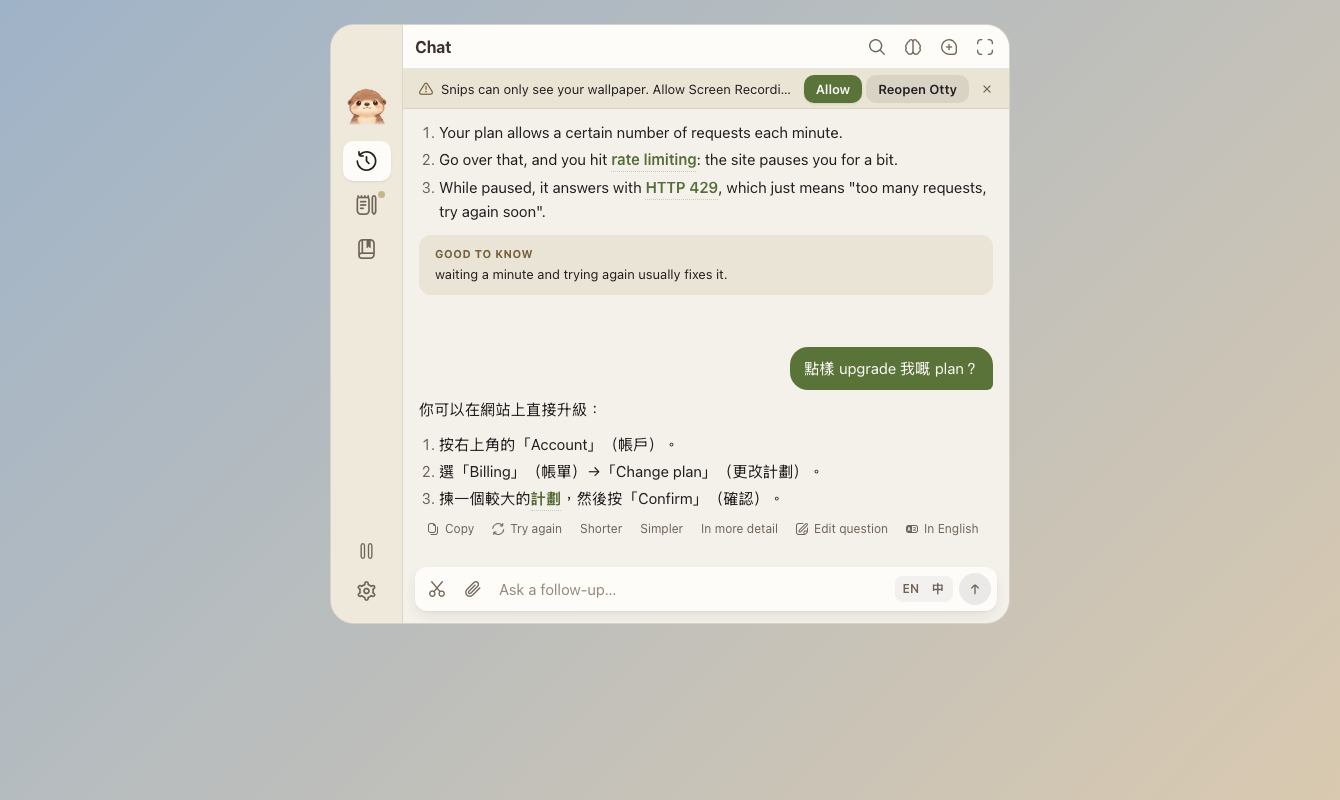 Chat
Snips can only see your wallpaper. Allow Screen Recordi...
Allow
Reopen Otty
1. Your plan allows a certain number of requests each minute.
2. Go over that, and you hit rate limiting: the site pauses you for a bit.
3. While paused, it answers with HTTP 429, which just means "too many requests,
try again soon".
GOOD TO KNOW
waiting a minute and trying again usually fixes it.
點樣 upgrade 我嘅 plan？
你可以在網站上直接升級：
1. 按右上角的「Account」（帳戶）。
2. 選「Billing」（帳單）→「Change plan」（更改計劃）。
3. 揀一個較大的計劃，然後按「Confirm」（確認）。
Copy
Try again
Shorter
Simpler
In more detail
Edit question
In English
Ask a follow-up...
EN 中